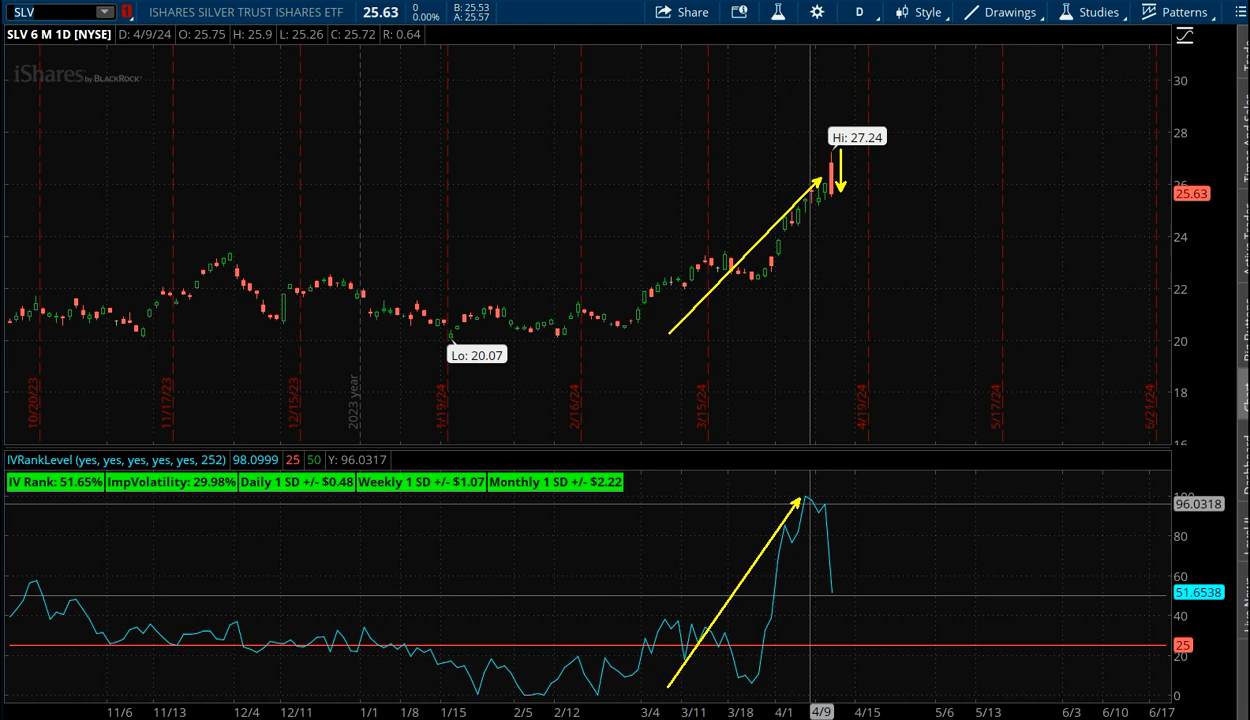 SLV 1 ISHARES SILVER TRUST ISHARES ETF 25.63 0 0.00% B: 25.53 A: 25.57 Share D Style Drawings Studies Patterns
SLV 6 M 1D [NYSE] D: 4/9/24 O: 25.75 H: 25.9 L: 25.26 C: 25.72 R: 0.64
iShares by BLACKROCK
30
28
Hi: 27.24
26
25.63
24
22
20
Lo: 20.07
18
16
10/20/23 11/17/23 12/15/23 2023 year 1/19/24 2/16/24 3/15/24 4/19/24 5/17/24 6/21/24
IVRankLevel (yes, yes, yes, yes, yes, 252) 98.0999 25 50 Y: 96.0317
IV Rank: 51.65% ImpVolatility: 29.98% Daily 1 SD +/- $0.48 Weekly 1 SD +/- $1.07 Monthly 1 SD +/- $2.22
100
96.0318
80
60
51.6538
40
25
20
0
11/6 11/13 12/4 12/11 1/1 1/8 1/15 2/5 2/12 3/4 3/11 3/18 4/1 4/9 4/15 5/6 5/13 6/3 6/10 6/17